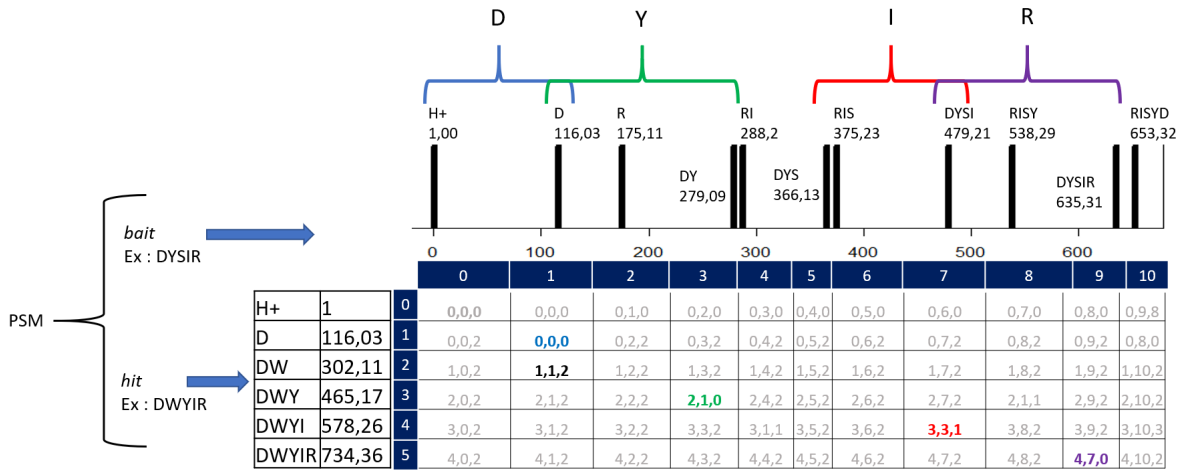 D Y I R
H+ D R RI RIS DYSI RISY RISYD
1,00 116,03 175,11 288,2 375,23 479,21 538,29 653,32
DY DYS DYSIR
279,09 366,13 635,31
bait
Ex : DYSIR
0 100 200 300 400 500 600
0 1 2 3 4 5 6 7 8 9 10
H+ 1 0 0,0,0 0,0,0 0,1,0 0,2,0 0,3,0 0,4,0 0,5,0 0,6,0 0,7,0 0,8,0 0,9,8
PSM
D 116,03 1 0,0,2 0,0,0 0,2,2 0,3,2 0,4,2 0,5,2 0,6,2 0,7,2 0,8,2 0,9,2 0,8,0
DW 302,11 2 1,0,2 1,1,2 1,2,2 1,3,2 1,4,2 1,5,2 1,6,2 1,7,2 1,8,2 1,9,2 1,10,2
hit
Ex : DWYIR
DWY 465,17 3 2,0,2 2,1,2 2,2,2 2,1,0 2,4,2 2,5,2 2,6,2 2,7,2 2,1,1 2,9,2 2,10,2
DWYI 578,26 4 3,0,2 3,1,2 3,2,2 3,3,2 3,1,1 3,5,2 3,6,2 3,3,1 3,8,2 3,9,2 3,10,3
DWYIR 734,36 5 4,0,2 4,1,2 4,2,2 4,3,2 4,4,2 4,5,2 4,6,2 4,7,2 4,8,2 4,7,0 4,10,2